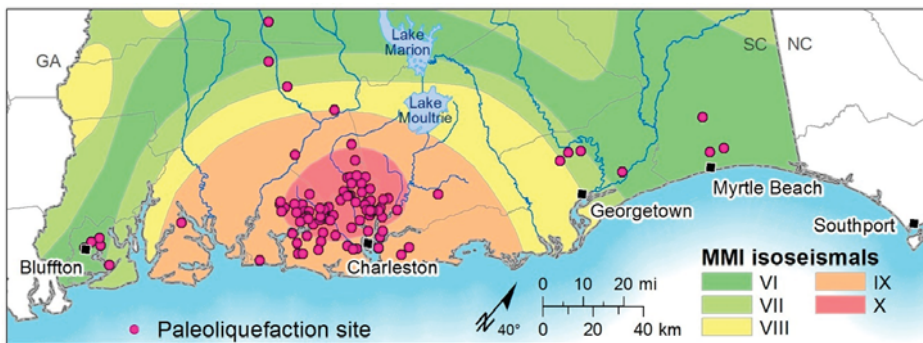 GA
Lake
Marion
SC
NC
Lake
Moultrie
Myrtle Beach
Georgetown
Southport
Bluffton
Charleston
MMI isoseismals
VI
IX
VII
X
VIII
0 10 20 mi
0 20 40 km
N
40°
Paleoliquefaction site